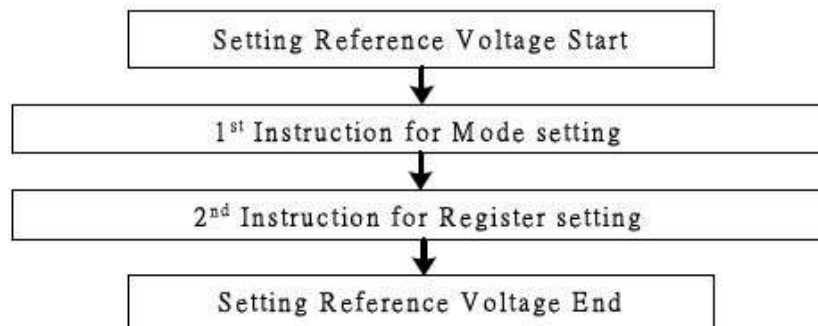 Setting Reference Voltage Start
1st Instruction for Mode setting
2nd Instruction for Register setting
Setting Reference Voltage End